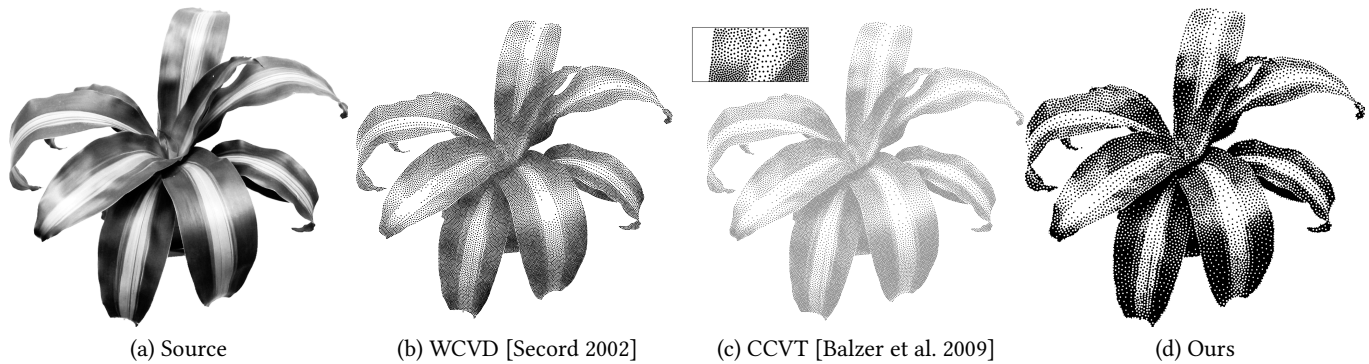 (a) Source
(b) WCVD [Secord 2002]
(c) CCVT [Balzer et al. 2009]
(d) Ours